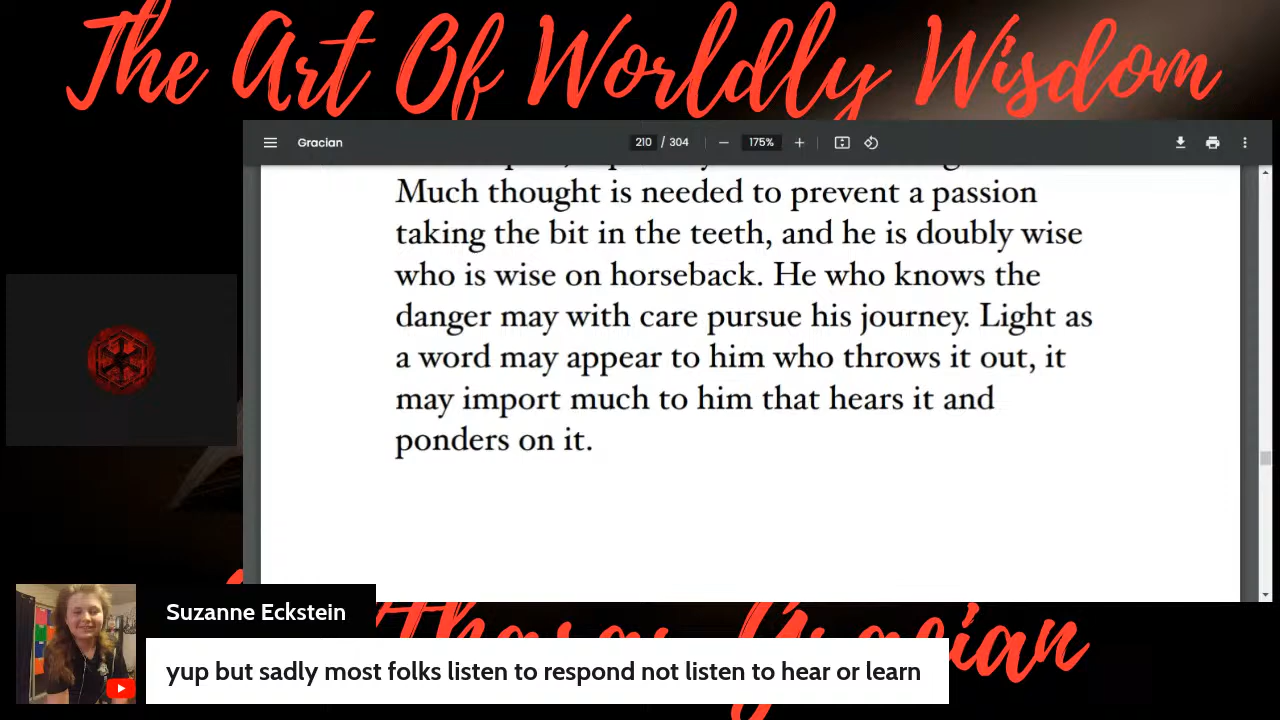 The Art Of Worldly Wisdom
Gracian
210 / 304
175%
Much thought is needed to prevent a passion
taking the bit in the teeth, and he is doubly wise
who is wise on horseback. He who knows the
danger may with care pursue his journey. Light as
a word may appear to him who throws it out, it
may import much to him that hears it and
ponders on it.
Gracian
Suzanne Eckstein
yup but sadly most folks listen to respond not listen to hear or learn